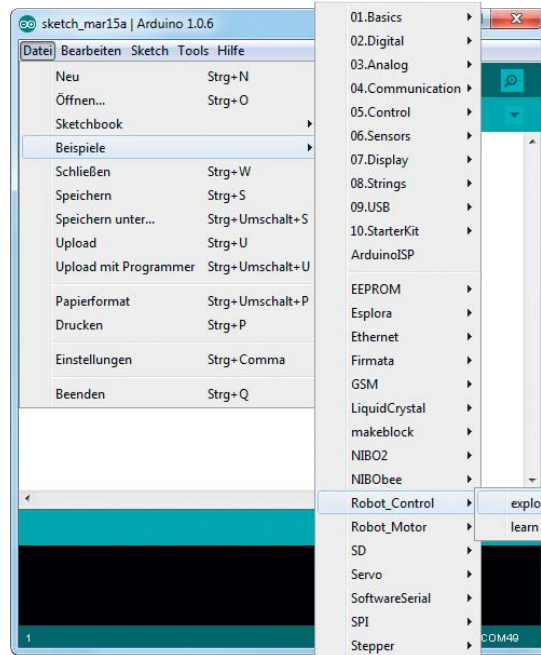 sketch_mar15a | Arduino 1.0.6
Datei Bearbeiten Sketch Tools Hilfe
Neu Strg+N
Öffnen... Strg+O
Sketchbook
Beispiele
Schließen Strg+W
Speichern Strg+S
Speichern unter... Strg+Umschalt+S
Upload Strg+U
Upload mit Programmer Strg+Umschalt+U
Papierformat Strg+Umschalt+P
Drucken Strg+P
Einstellungen Strg+Comma
Beenden Strg+Q
01.Basics
02.Digital
03.Analog
04.Communication
05.Control
06.Sensors
07.Display
08.Strings
09.USB
10.StarterKit
ArduinoISP
EEPROM
Esplora
Ethernet
Firmata
GSM
LiquidCrystal
makeblock
NIBO2
NIBObee
Robot_Control
Robot_Motor
SD
Servo
SoftwareSerial
SPI
Stepper
explo
learn
1
COM49